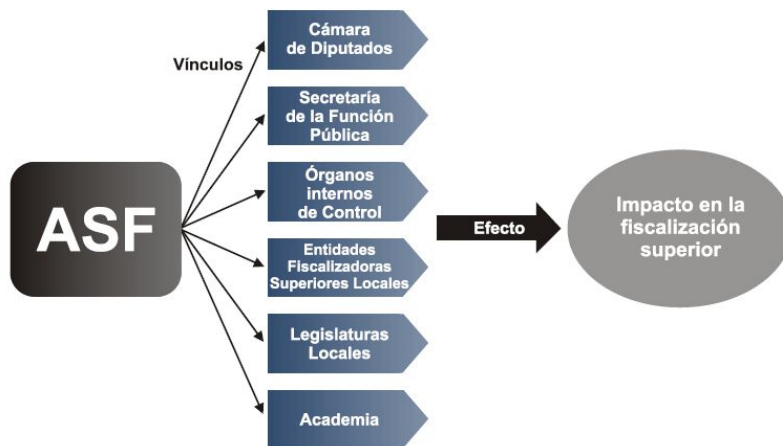 Vínculos
ASF
Cámara
de Diputados
Secretaría
de la Función
Pública
Órganos
internos
de Control
Entidades
Fiscalizadoras
Superiores Locales
Legislaturas
Locales
Academia
Efecto
Impacto en la
fiscalización
superior